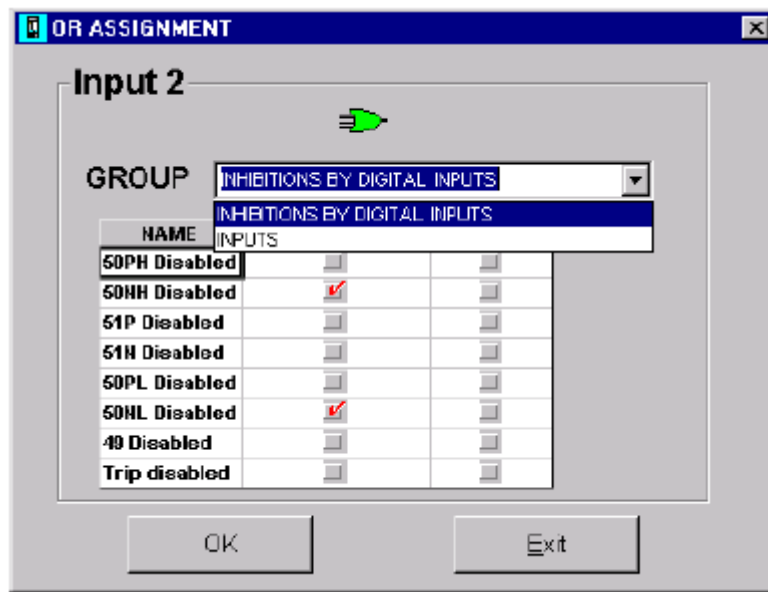 OR ASSIGNMENT
Input 2
GROUP INHIBITIONS BY DIGITAL INPUTS
INHIBITIONS BY DIGITAL INPUTS
NAME INPUTS
50PH Disabled
50NH Disabled
51P Disabled
51N Disabled
50PL Disabled
50NL Disabled
49 Disabled
Trip disabled
OK Exit